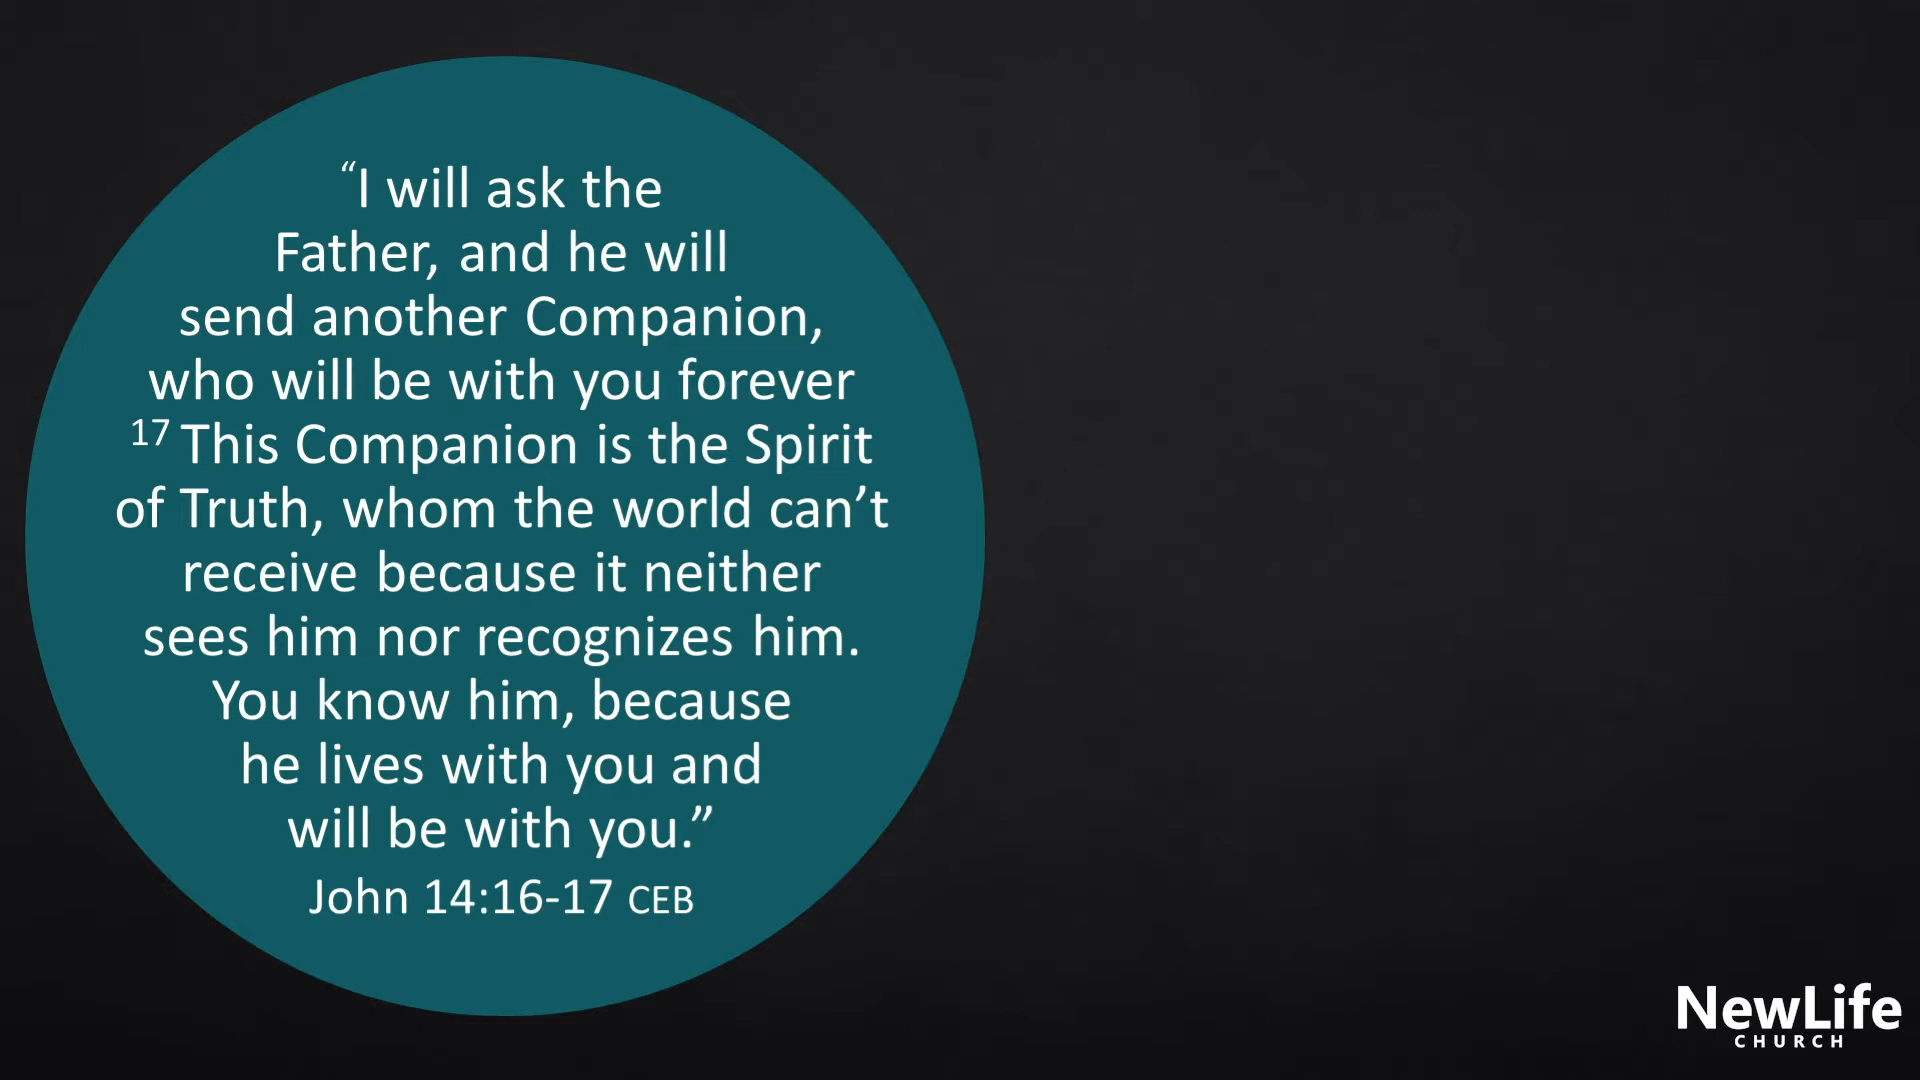 “I will ask the
Father, and he will
send another Companion,
who will be with you forever
17 This Companion is the Spirit
of Truth, whom the world can’t
receive because it neither
sees him nor recognizes him.
You know him, because
he lives with you and
will be with you.”
John 14:16-17 CEB
NewLife
CHURCH